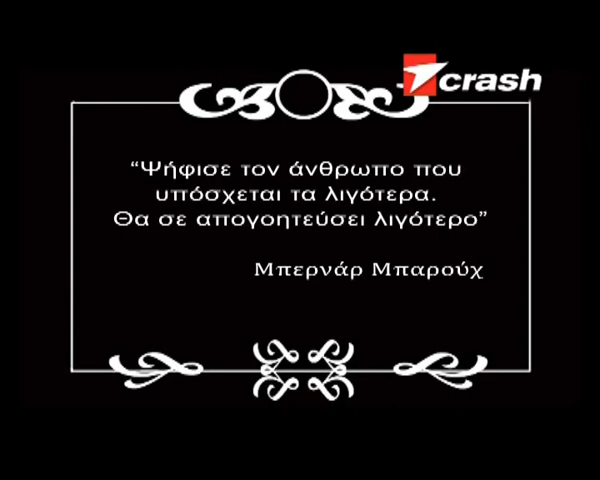 crash
“Ψήφισε τον άνθρωπο που
υπόσχεται τα λιγότερα.
Θα σε απογοητεύσει λιγότερο”
Μπερνάρ Μπαρούχ